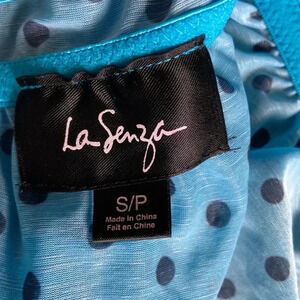 La Senza
S/P
Made in China
Fait en Chine